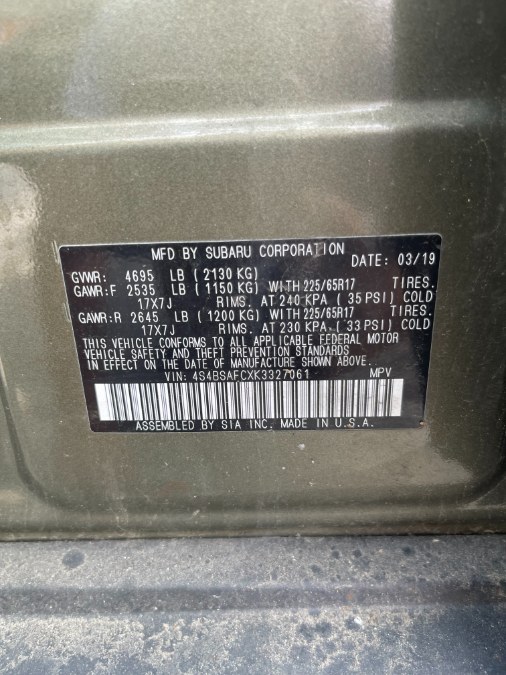 MFD BY SUBARU CORPORATION DATE: 03/19
GVWR: 4695 LB (2130 KG)
GAWR:F 2535 LB (1150 KG) WITH 225/65R17 TIRES.
17X7J RIMS. AT 240 KPA (35 PSI) COLD
GAWR:R 2645 LB (1200 KG) WITH 225/65R17 TIRES.
17X7J RIMS. AT 230 KPA (33 PSI) COLD
THIS VEHICLE CONFORMS TO ALL APPLICABLE FEDERAL MOTOR
VEHICLE SAFETY AND THEFT PREVENTION STANDARDS
IN EFFECT ON THE DATE OF MANUFACTURE SHOWN ABOVE.
VIN: 4S4BSAFCXK3327061 MPV
ASSEMBLED BY SIA INC. MADE IN U.S.A.